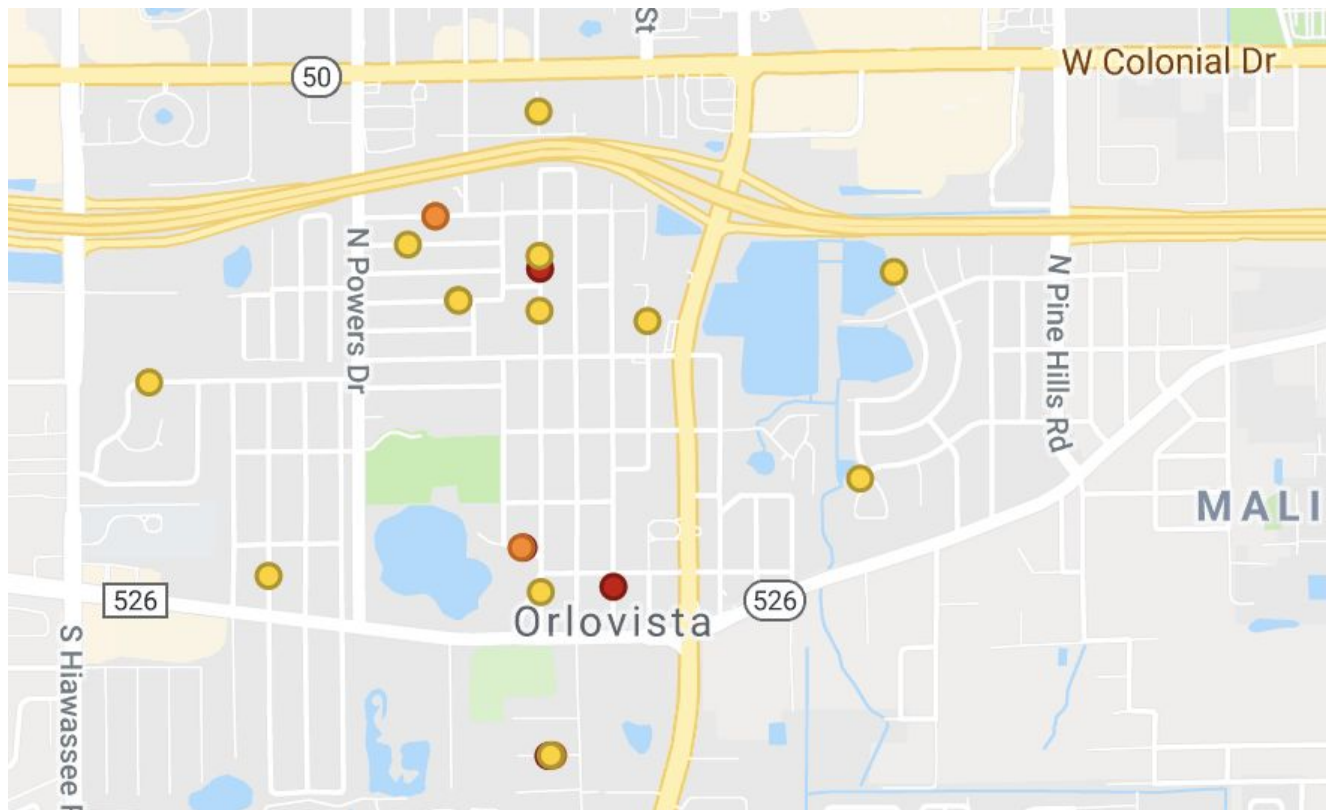 St
50
W Colonial Dr
N Powers Dr
N Pine Hills Rd
MALI
526
526
Orlovista
S Hiawassee R